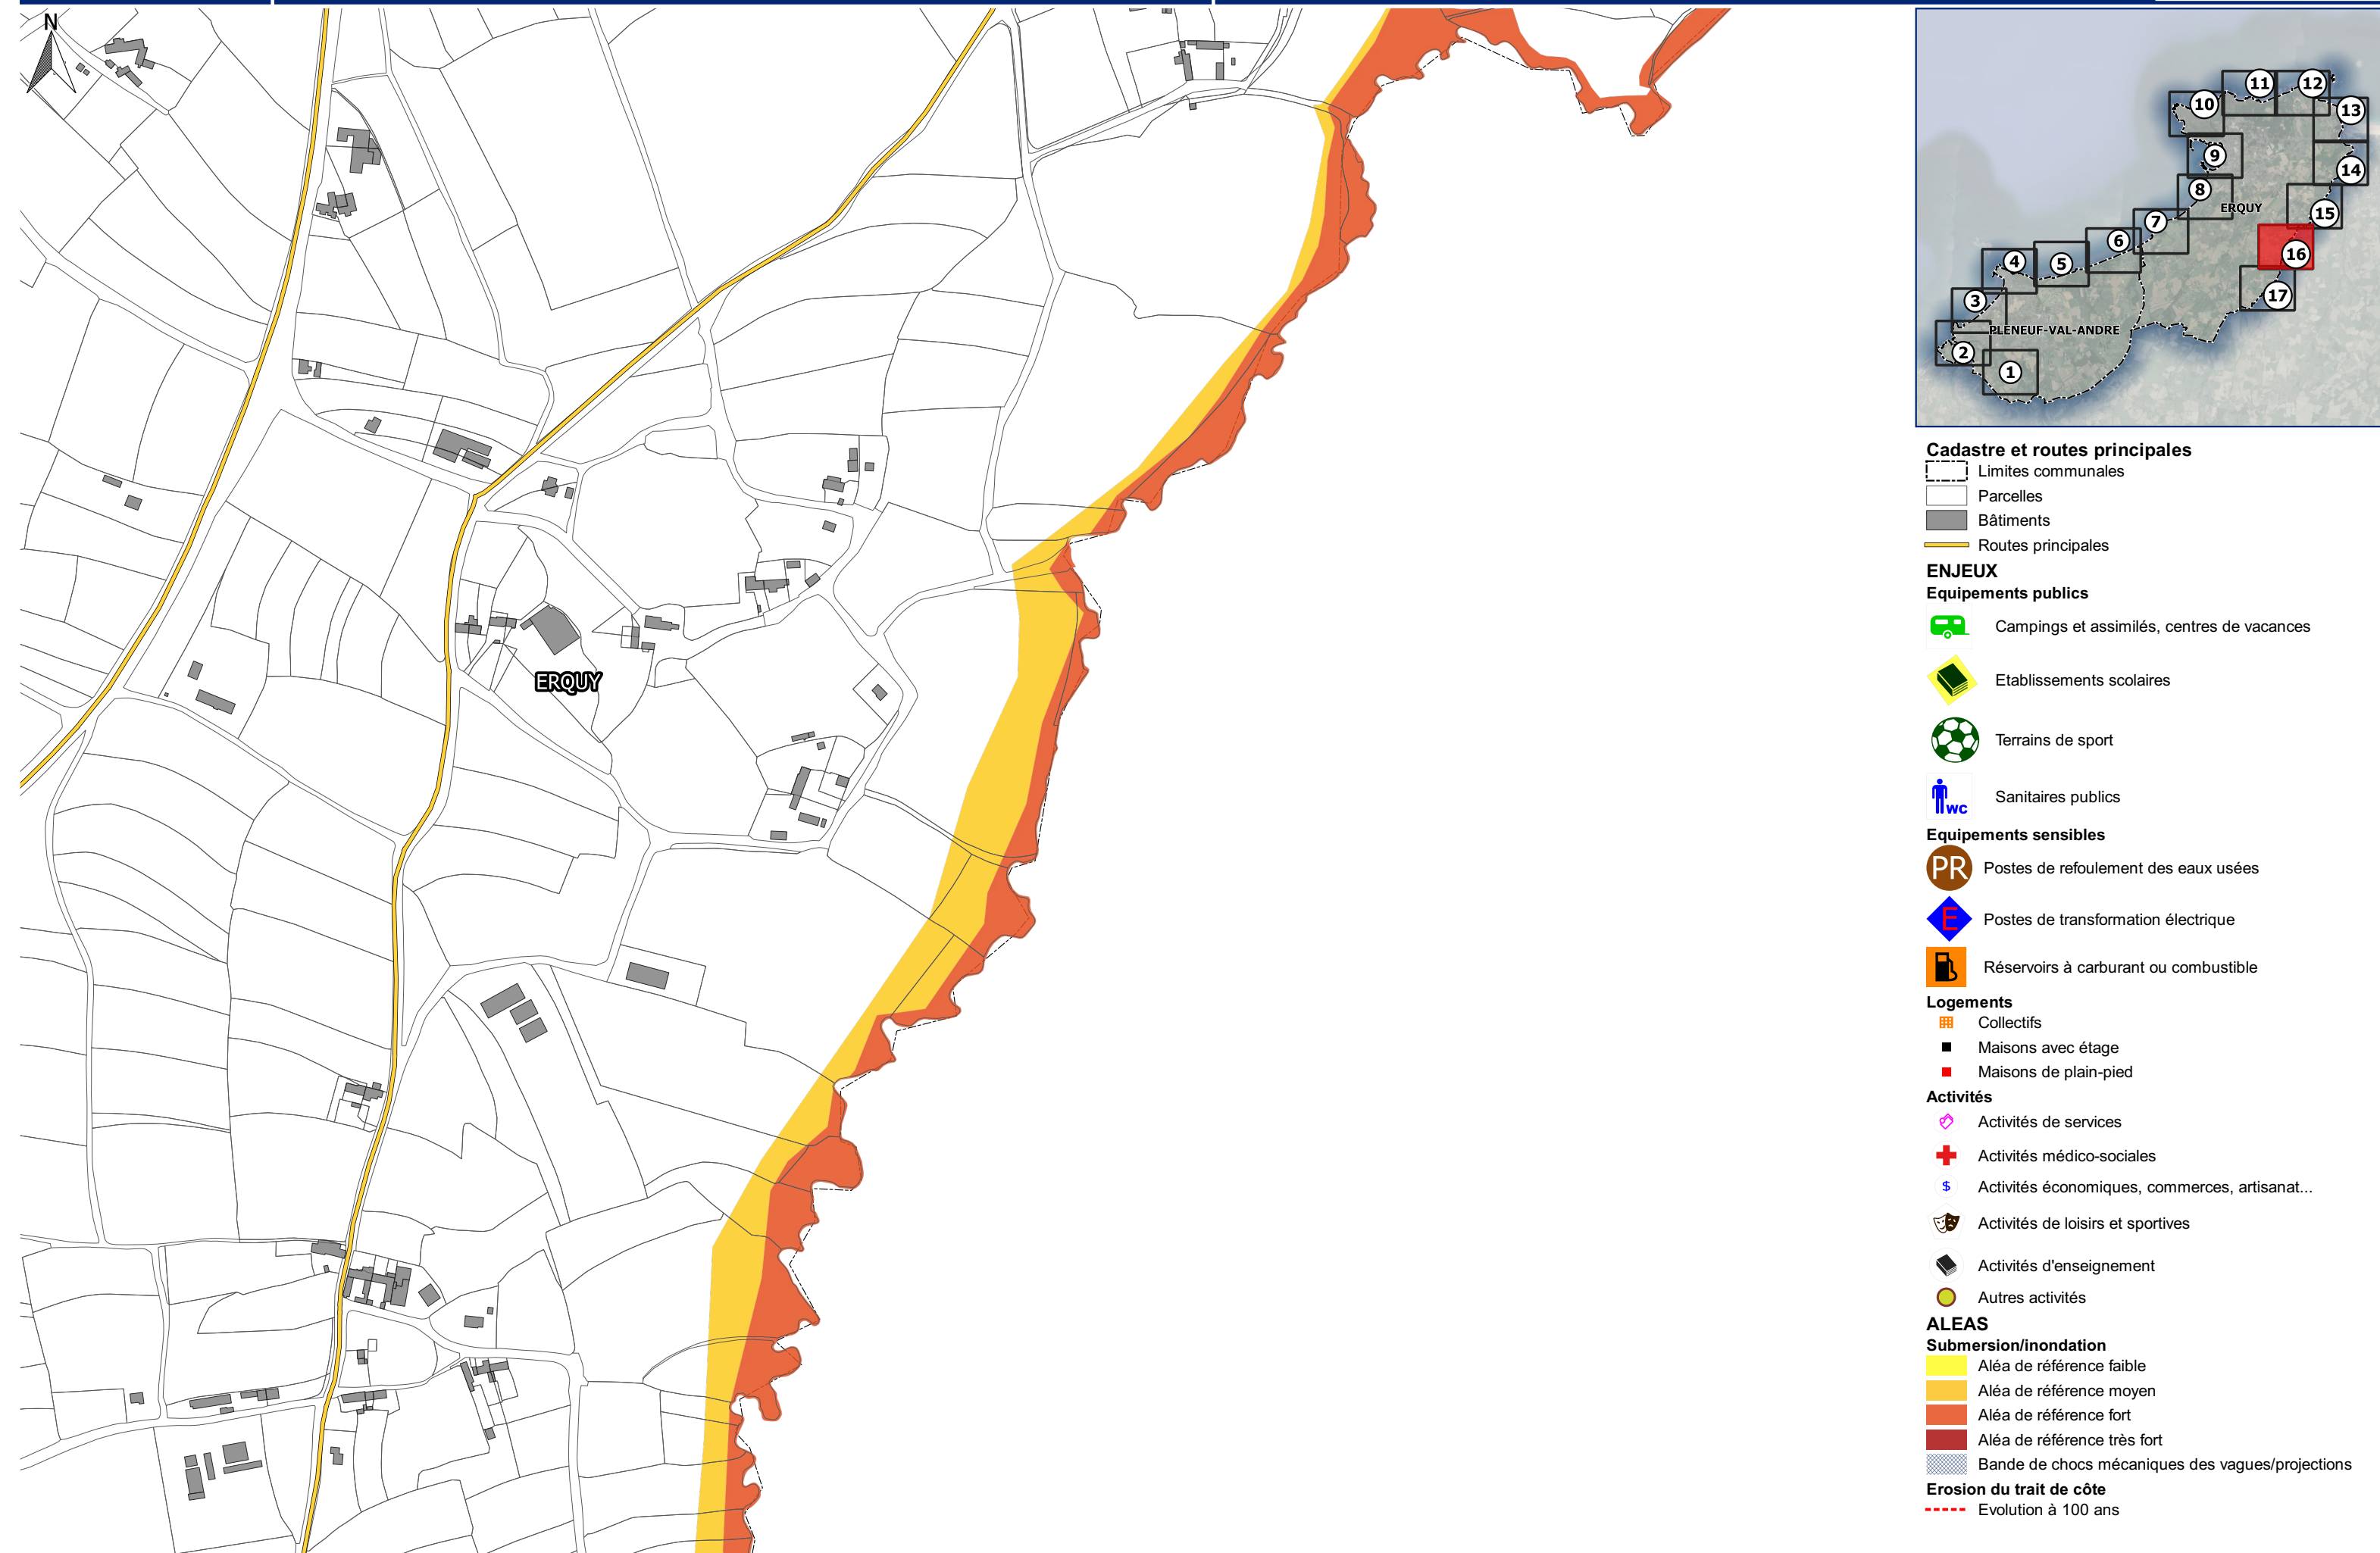 N
ERQUY
10
11
12
13
9
14
8
ERQUY
15
7
6
16
4
5
17
3
PLENEUF-VAL-ANDRE
2
1
Cadastre et routes principales
Limites communales
Parcelles
Bâtiments
Routes principales
ENJEUX
Equipements publics
Campings et assimilés, centres de vacances
Etablissements scolaires
Terrains de sport
WC
Sanitaires publics
Equipements sensibles
PR
Postes de refoulement des eaux usées
E
Postes de transformation électrique
Réservoirs à carburant ou combustible
Logements
Collectifs
Maisons avec étage
Maisons de plain-pied
Activités
Activités de services
Activités médico-sociales
$
Activités économiques, commerces, artisanat...
Activités de loisirs et sportives
Activités d'enseignement
Autres activités
ALEAS
Submersion/inondation
Aléa de référence faible
Aléa de référence moyen
Aléa de référence fort
Aléa de référence très fort
Bande de chocs mécaniques des vagues/projections
Erosion du trait de côte
Evolution à 100 ans